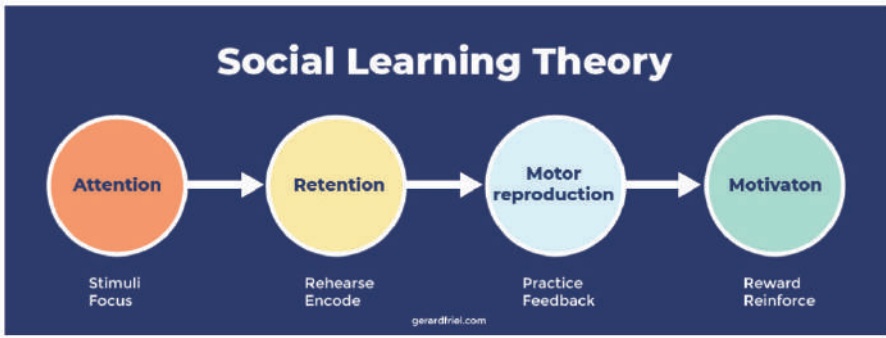 Social Learning Theory
Attention
Retention
Motor
reproduction
Motivaton
Stimuli
Focus
Rehearse
Encode
Practice
Feedback
Reward
Reinforce
gerardfriel.com